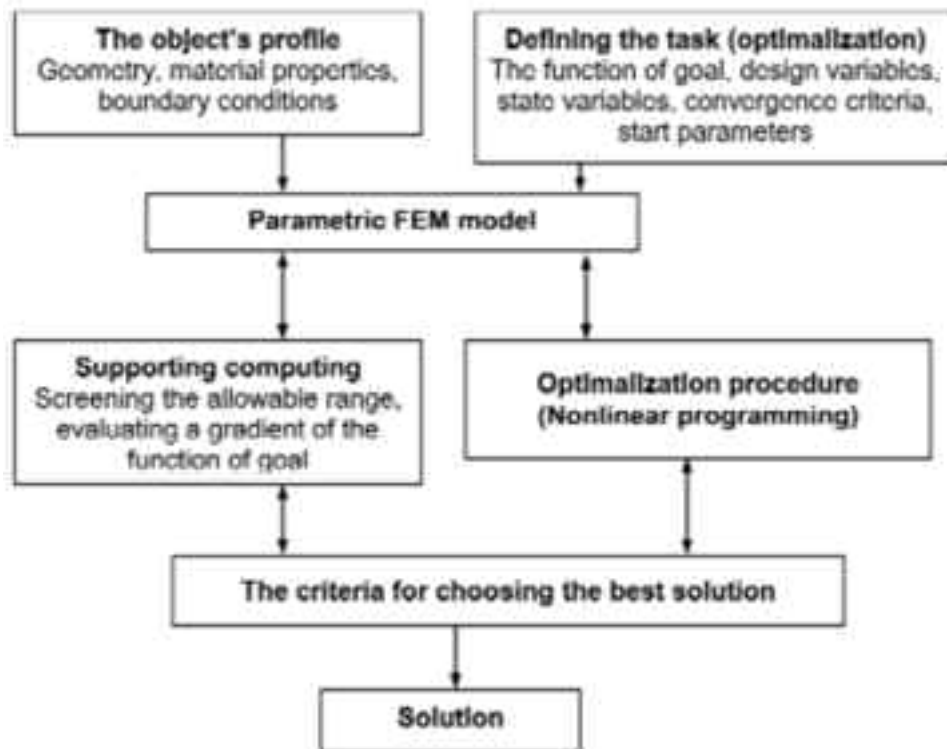 The object's profile
Geometry, material properties,
boundary conditions
Defining the task (optimalization)
The function of goal, design variables,
state variables, convergence criteria,
start parameters
Parametric FEM model
Supporting computing
Screening the allowable range,
evaluating a gradient of the
function of goal
Optimalization procedure
(Nonlinear programming)
The criteria for choosing the best solution
Solution